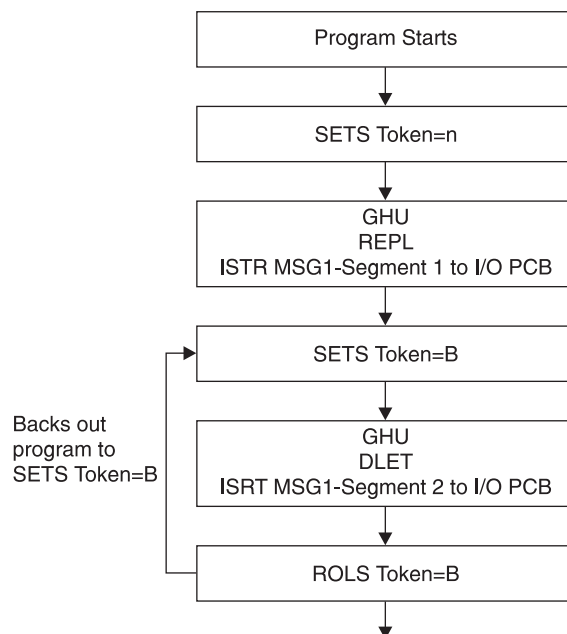 Program Starts
SETS Token=n
GHU
REPL
ISTR MSG1-Segment 1 to I/O PCB
SETS Token=B
Backs out
program to
SETS Token=B
GHU
DLET
ISRT MSG1-Segment 2 to I/O PCB
ROLS Token=B